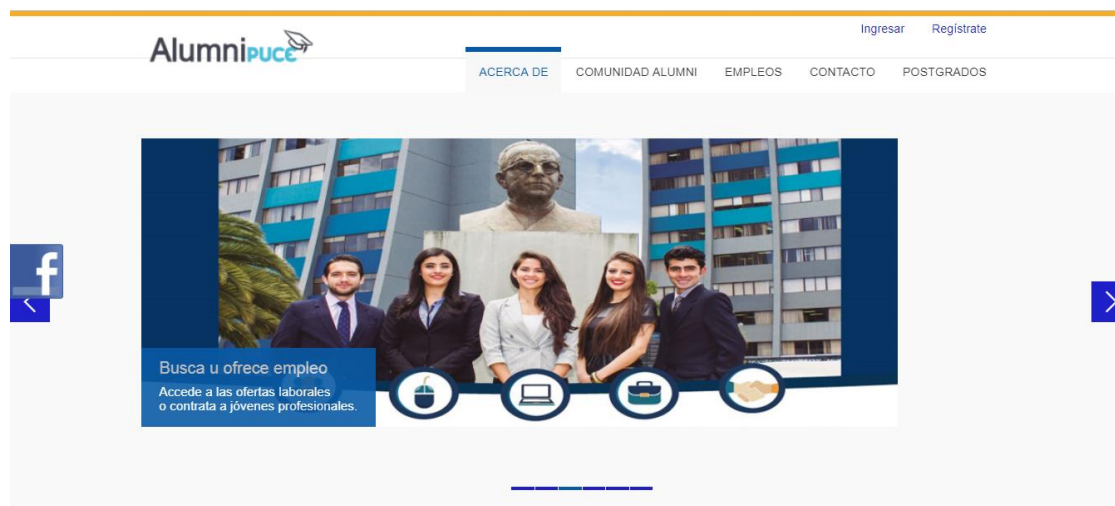 Ingresar Regístrate
AlumniPUCE
ACERCA DE COMUNIDAD ALUMNI EMPLEOS CONTACTO POSTGRADOS
f
Busca u ofrece empleo
Accede a las ofertas laborales
o contrata a jóvenes profesionales.